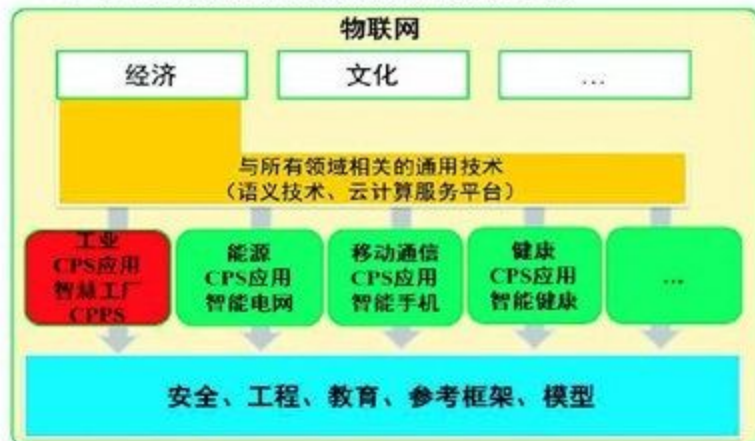 物联网
经济
文化
...
与所有领域相关的通用技术
（语义技术、云计算服务平台）
工业
CPS应用
智慧工厂
CPPS
能源
CPS应用
智能电网
移动通信
CPS应用
智能手机
健康
CPS应用
智能健康
...
安全、工程、教育、参考框架、模型